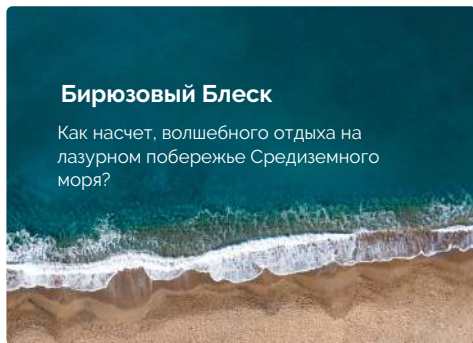 Бирюзовый Блеск
Как насчет, волшебного отдыха на
лазурном побережье Средиземного
моря?